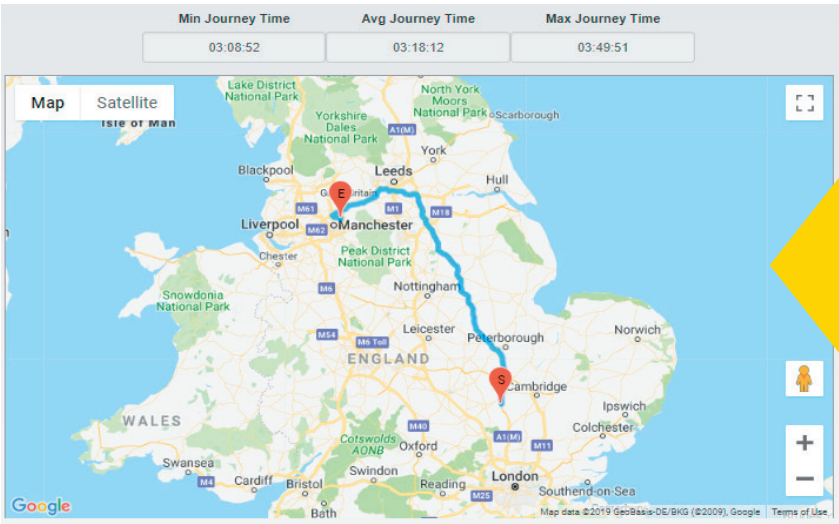 Min Journey Time
Avg Journey Time
Max Journey Time
03:08:52
03:18:12
03:49:51
Map
Satellite
Lake District
National Park
North York
Moors
National Park
Scarborough
Isle of Man
Yorkshire
Dales
National Park
A1(M)
York
Blackpool
Leeds
Hull
E
M61
M1
M18
Liverpool
M62
Manchester
Chester
Peak District
National Park
Snowdonia
National Park
M6
Nottingham
M54
M6 Toll
Leicester
Peterborough
Norwich
ENGLAND
S
Cambridge
Ipswich
WALES
M40
Colchester
Cotswolds
AONB
Oxford
A1(M)
M11
Swansea
M4
Cardiff
Bristol
Swindon
Reading
London
M25
Southend-on-Sea
Bath
Google
Map data ©2019 GeoBasis-DE/BKG (©2009), Google
Terms of Use